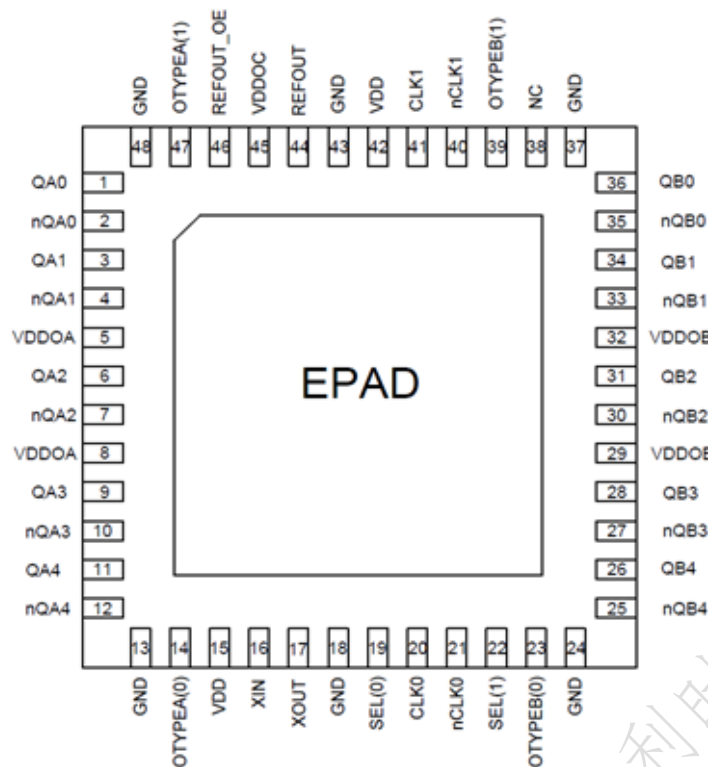 GND
OTYPEA(1)
REFOUT_OE
VDDOC
REFOUT
GND
VDD
CLK1
nCLK1
OTYPEB(1)
NC
GND
48 47 46 45 44 43 42 41 40 39 38 37
QA0 1 36 QB0
nQA0 2 35 nQB0
QA1 3 34 QB1
nQA1 4 33 nQB1
VDDOA 5 32 VDDOB
QA2 6 31 QB2
EPAD
nQA2 7 30 nQB2
VDDOA 8 29 VDDOB
QA3 9 28 QB3
nQA3 10 27 nQB3
QA4 11 26 QB4
nQA4 12 25 nQB4
13 14 15 16 17 18 19 20 21 22 23 24
GND
OTYPEA(0)
VDD
XIN
XOUT
GND
SEL(0)
CLK0
nCLK0
SEL(1)
OTYPEB(0)
GND